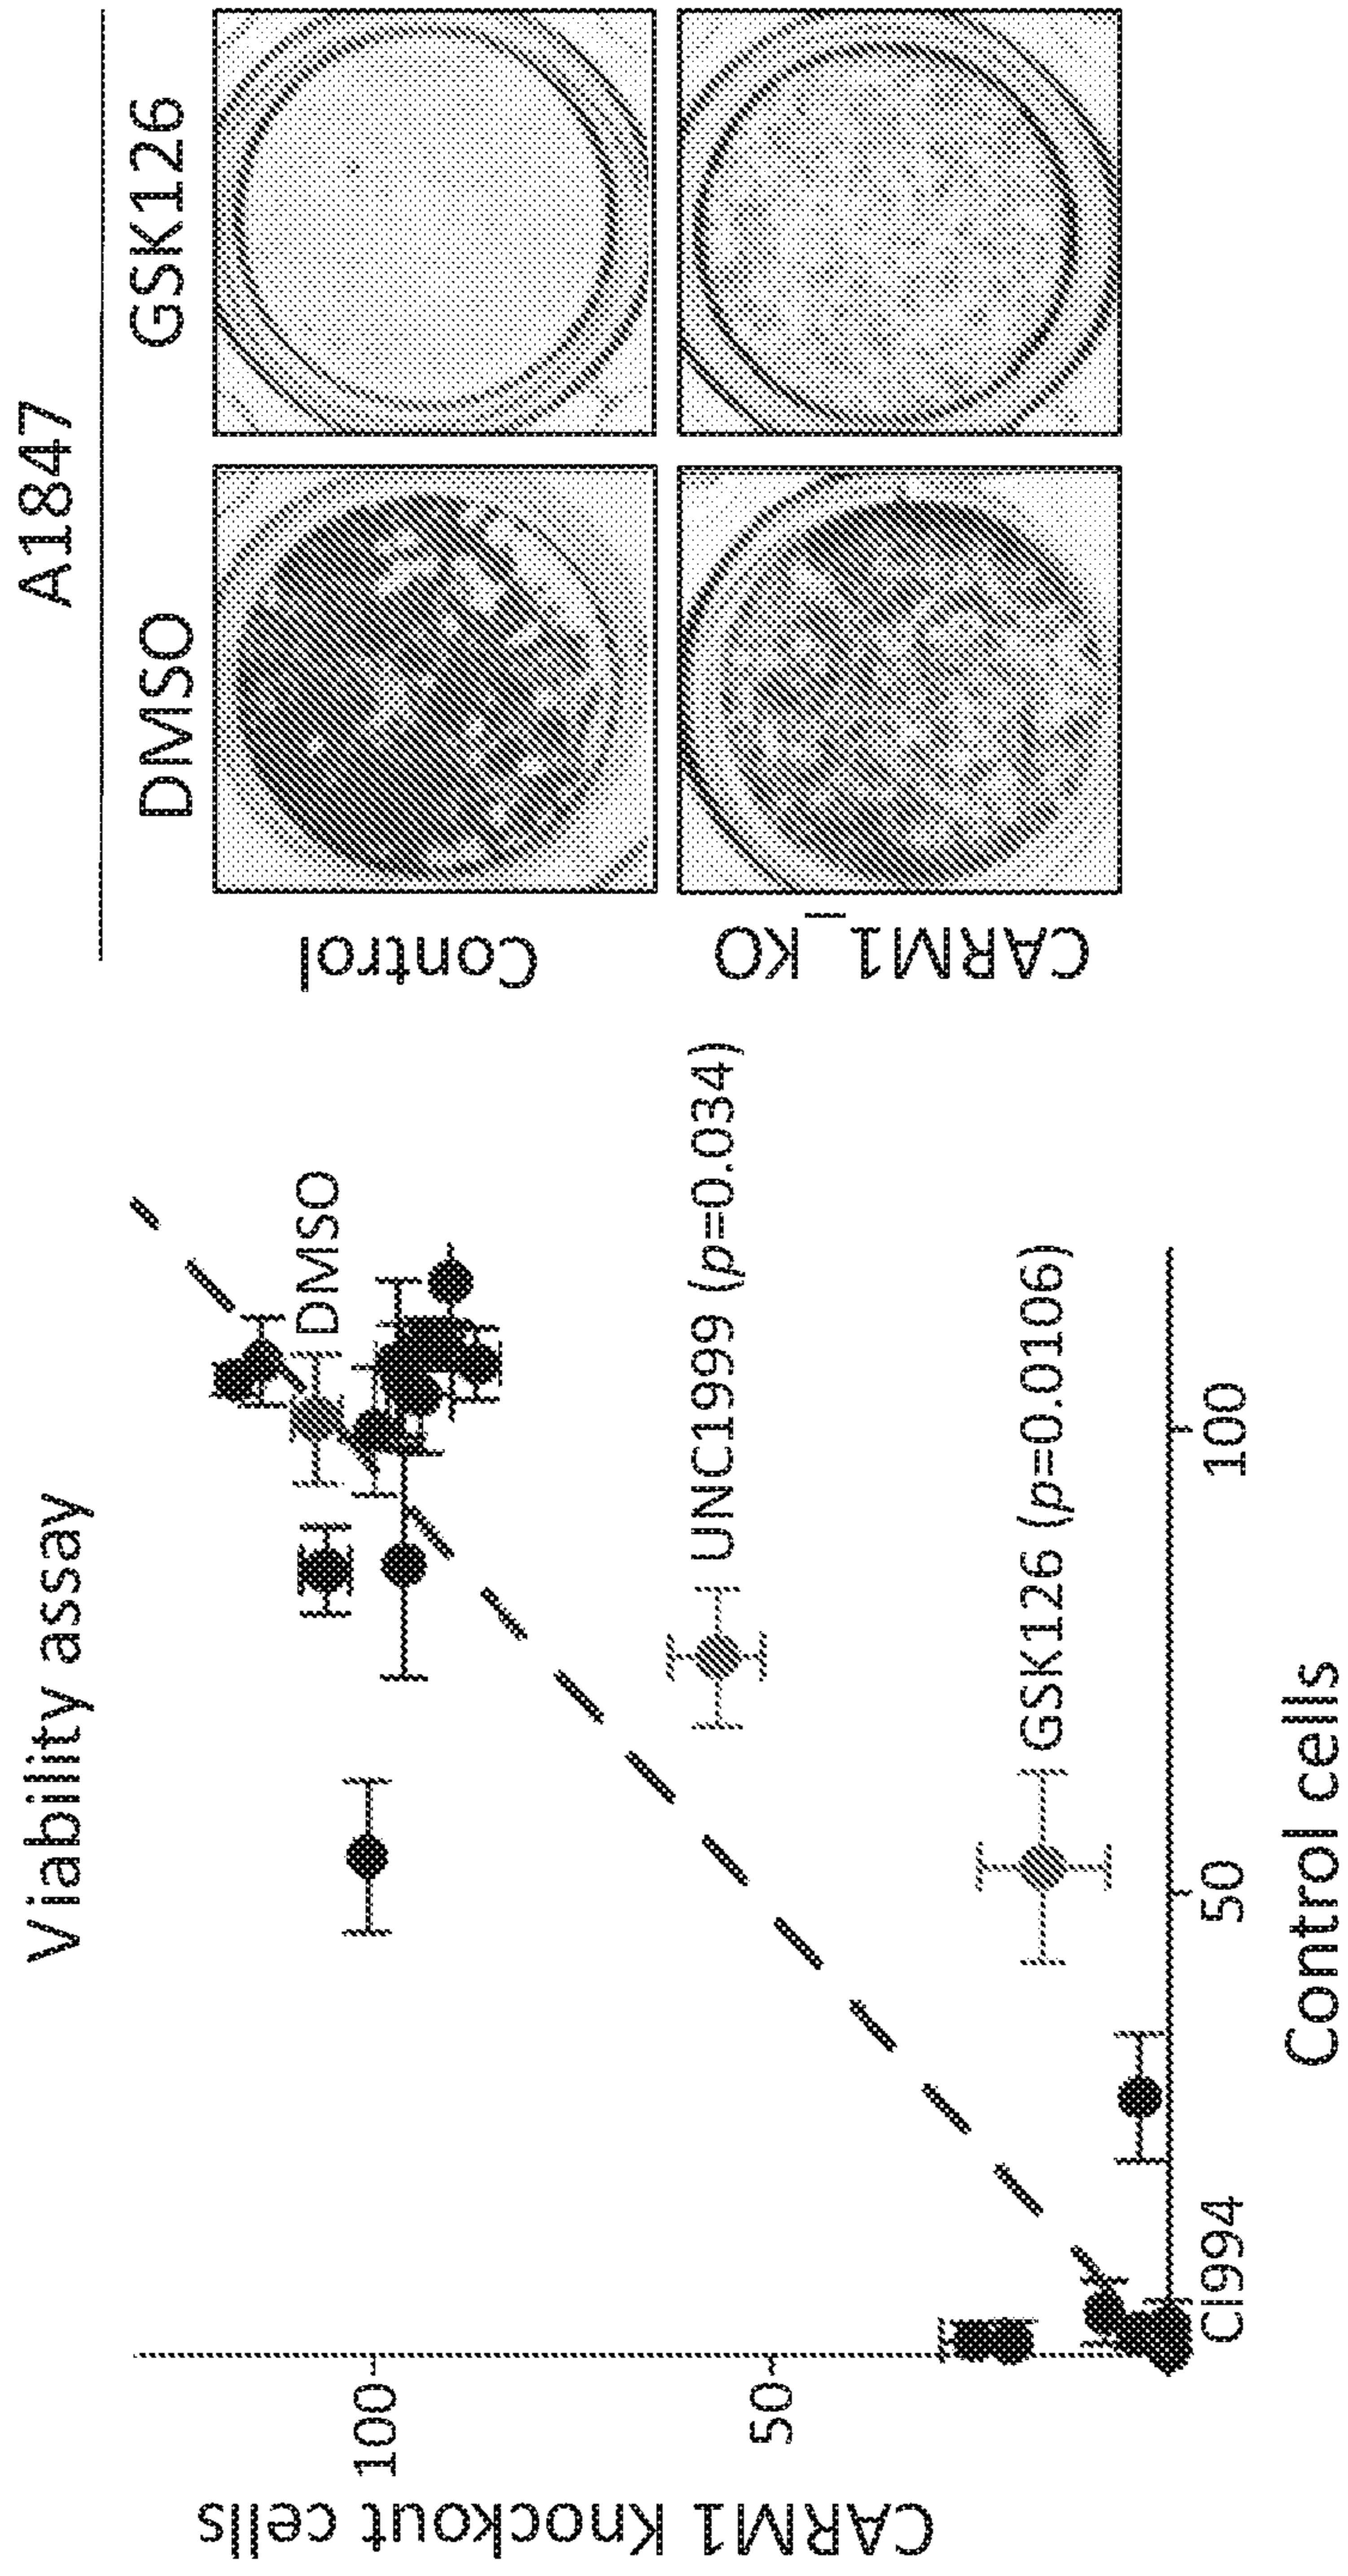 Viability assay
CARM1 Knockout cells
100
50
DMSO
UNC1999 (p=0.034)
GSK126 (p=0.0106)
CI994
50
100
Control cells
A1847
DMSO
GSK126
Control
CARM1_KO